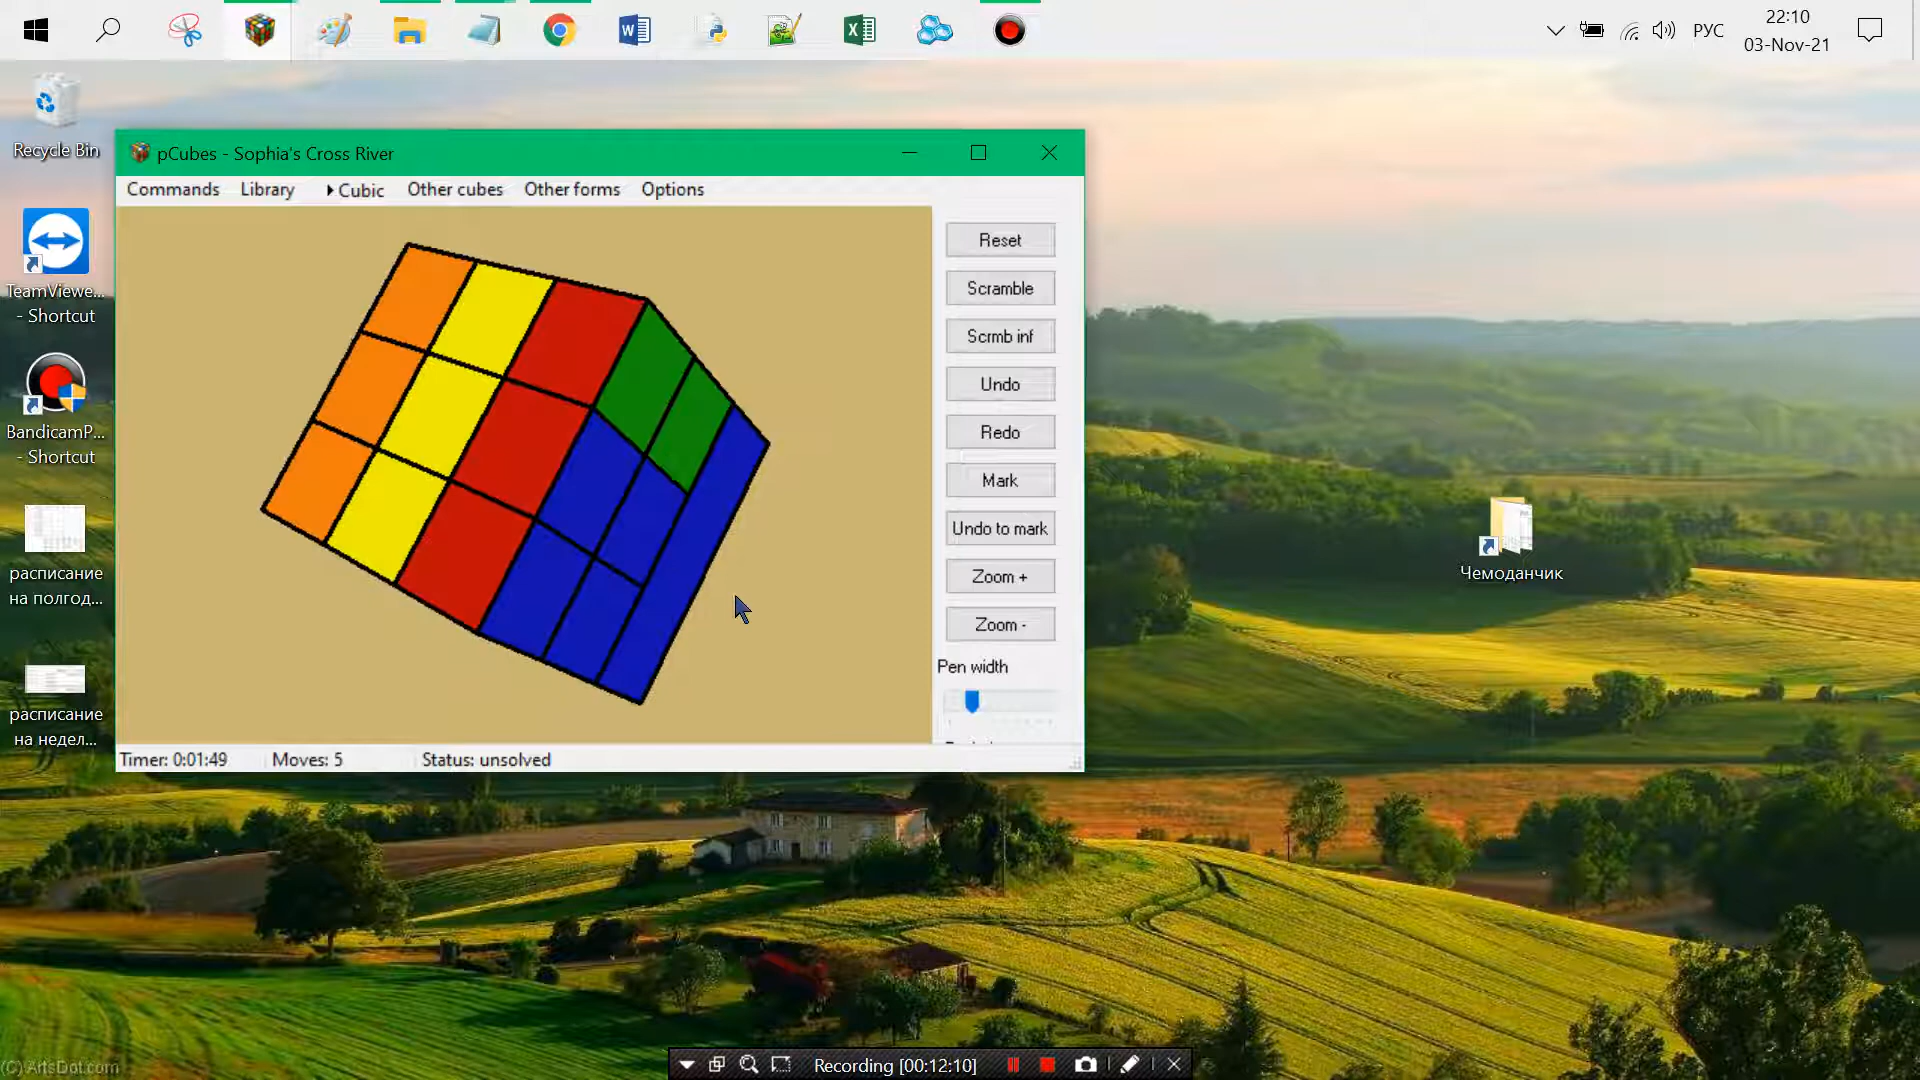 РУС
22:10
03-Nov-21
Recycle Bin
pCubes - Sophia's Cross River
Commands Library Cubic Other cubes Other forms Options
Reset
Scramble
Scrmb inf
Undo
Redo
Mark
Undo to mark
Zoom +
Zoom -
Pen width
Timer: 0:01:49 Moves: 5 Status: unsolved
TeamViewe...
- Shortcut
BandicamP...
- Shortcut
расписание
на полгод...
расписание
на недел...
Чемоданчик
Recording [00:12:10]
(C)ArtsDot.com